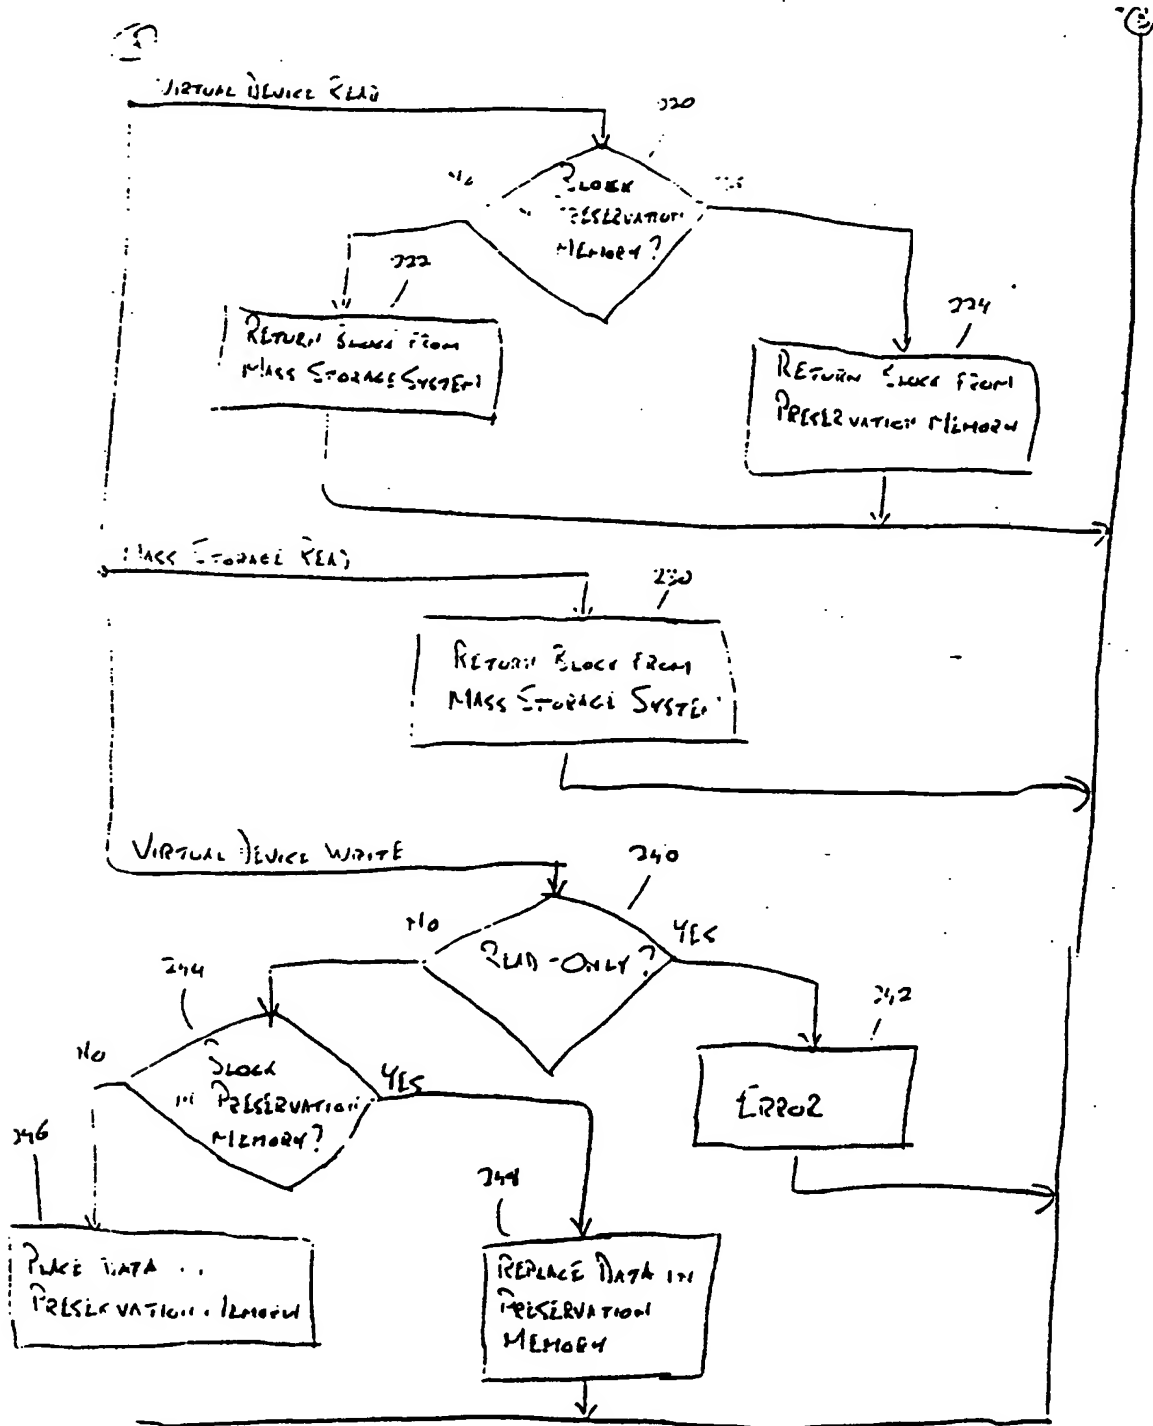 VIRTUAL DEVICE READ
220
No
BLOCK
PRESERVATION
MEMORY?
222
RETURN BLOCK FROM
MASS STORAGE SYSTEM
224
RETURN BLOCK FROM
PRESERVATION MEMORY
MASS STORAGE READ
230
RETURN BLOCK FROM
MASS STORAGE SYSTEM
VIRTUAL DEVICE WRITE
240
No
READ-ONLY?
YES
244
242
No
BLOCK
IN PRESERVATION
MEMORY?
YES
ERROR
246
248
PLACE DATA
PRESERVATION MEMORY
REPLACE DATA IN
PRESERVATION
MEMORY